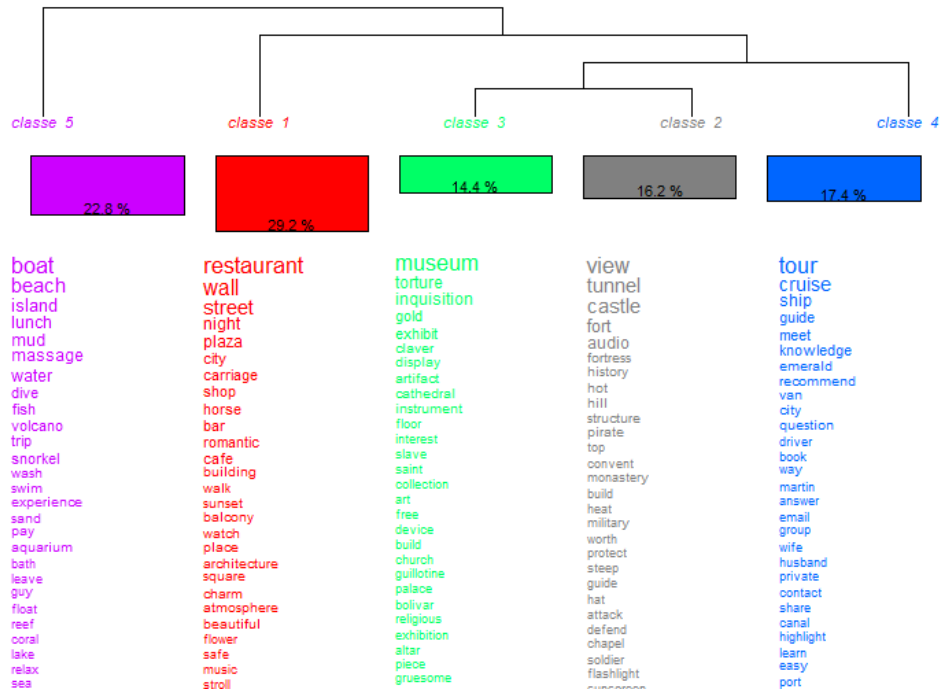 classe 5 classe 1 classe 3 classe 2 classe 4
22.8 % 29.2 % 14.4 % 16.2 % 17.4 %
boat
beach
island
lunch
mud
massage
water
dive
fish
volcano
trip
snorkel
wash
swim
experience
sand
pay
aquarium
bath
leave
guy
float
reef
coral
lake
relax
sea
restaurant
wall
street
night
plaza
city
carriage
shop
horse
bar
romantic
cafe
building
walk
sunset
balcony
watch
place
architecture
square
charm
atmosphere
beautiful
flower
safe
music
stroll
museum
torture
inquisition
gold
exhibit
claver
display
artifact
cathedral
instrument
floor
interest
slave
saint
collection
art
free
device
build
church
guillotine
palace
bolivar
religious
exhibition
altar
piece
gruesome
view
tunnel
castle
fort
audio
fortress
history
hot
hill
structure
pirate
top
convent
monastery
build
heat
military
worth
protect
steep
guide
hat
attack
defend
chapel
soldier
flashlight
tour
cruise
ship
guide
meet
knowledge
emerald
recommend
van
city
question
driver
book
way
martin
answer
email
group
wife
husband
private
contact
share
canal
highlight
learn
easy
port